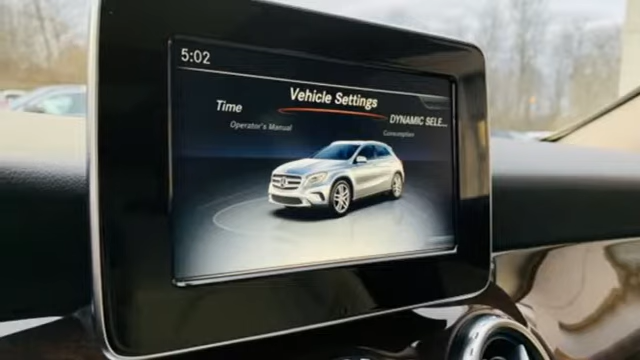 5:02
Vehicle Settings
Time
DYNAMIC SELE...
Operator's Manual
Consumption